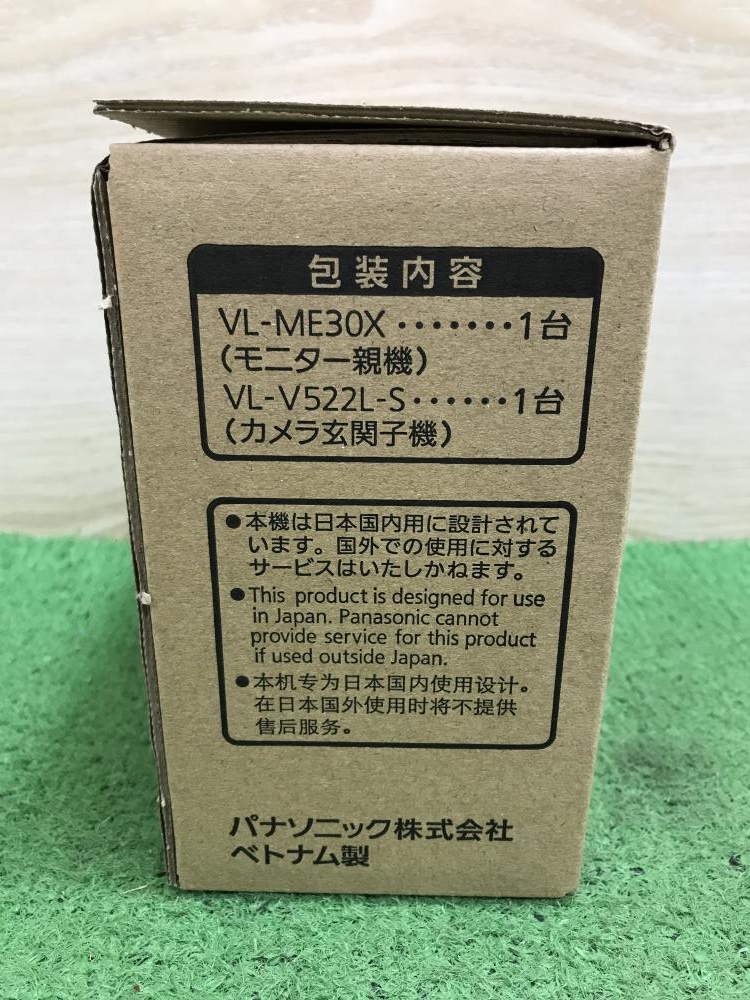 包装内容
VL-ME30X・・・・・・・1台
(モニター親機)
VL-V522L-S・・・・・・1台
(カメラ玄関子機)
●本機は日本国内用に設計されて
います。国外での使用に対する
サービスはいたしかねます。
●This product is designed for use
in Japan. Panasonic cannot
provide service for this product
if used outside Japan.
●本机专为日本国内使用设计。
在日本国外使用时将不提供
售后服务。
パナソニック株式会社
ベトナム製